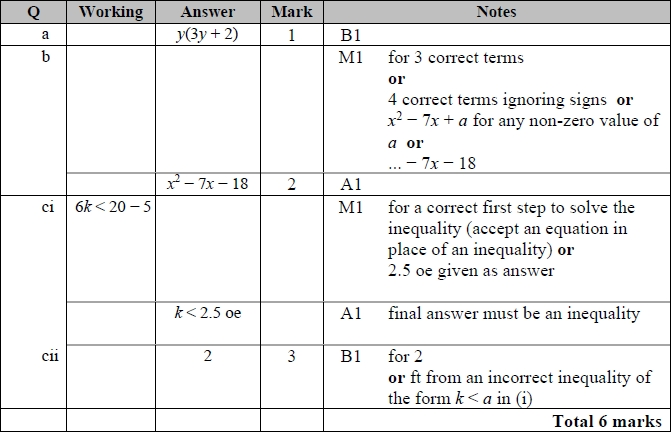 Q Working Answer Mark Notes
a y(3y + 2) 1 B1
b M1 for 3 correct terms
or
4 correct terms ignoring signs or
x² − 7x + a for any non-zero value of
a or
... − 7x − 18
x² − 7x − 18 2 A1
ci 6k < 20 − 5 M1 for a correct first step to solve the
inequality (accept an equation in
place of an inequality) or
2.5 oe given as answer
k < 2.5 oe A1 final answer must be an inequality
cii 2 3 B1 for 2
or ft from an incorrect inequality of
the form k < a in (i)
Total 6 marks